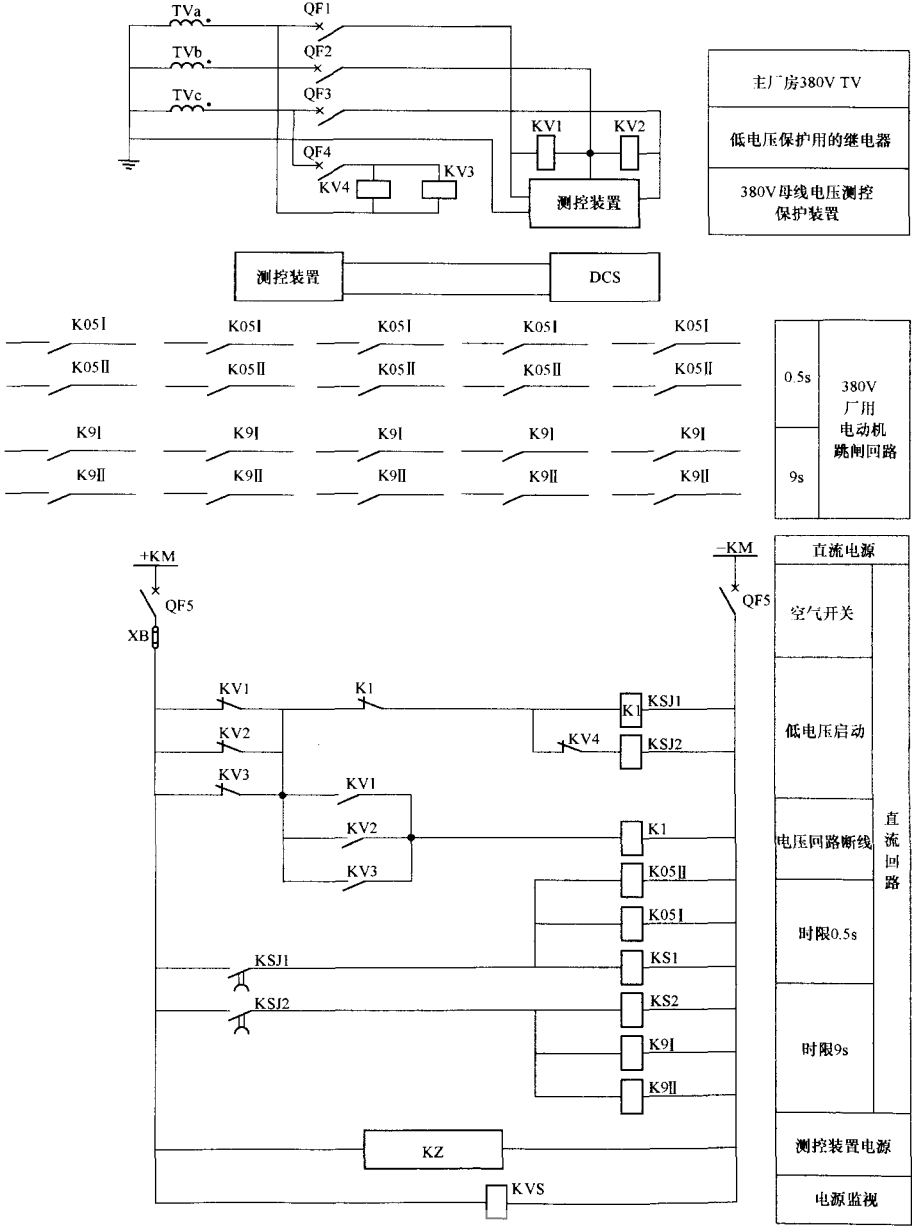 QF1
TVa
QF2
TVb
QF3
TVc
KV1
KV2
QF4
KV4
KV3
测控装置
主厂房380V TV
低电压保护用的继电器
380V母线电压测控
保护装置
测控装置
DCS
K05Ⅰ K05Ⅰ K05Ⅰ K05Ⅰ K05Ⅰ
K05Ⅱ K05Ⅱ K05Ⅱ K05Ⅱ K05Ⅱ
K9Ⅰ K9Ⅰ K9Ⅰ K9Ⅰ K9Ⅰ
K9Ⅱ K9Ⅱ K9Ⅱ K9Ⅱ K9Ⅱ
0.5s
9s
380V
厂用
电动机
跳闸回路
+KM
−KM
QF5
QF5
XB
KV1
K1
K1
KSJ1
KV2
KV4
KSJ2
KV3
KV1
KV2
K1
KV3
K05Ⅱ
K05Ⅰ
KSJ1
KS1
KSJ2
KS2
K9Ⅰ
K9Ⅱ
KZ
KVS
直流电源
空气开关
低电压启动
电压回路断线
时限0.5s
时限9s
直
流
回
路
测控装置电源
电源监视